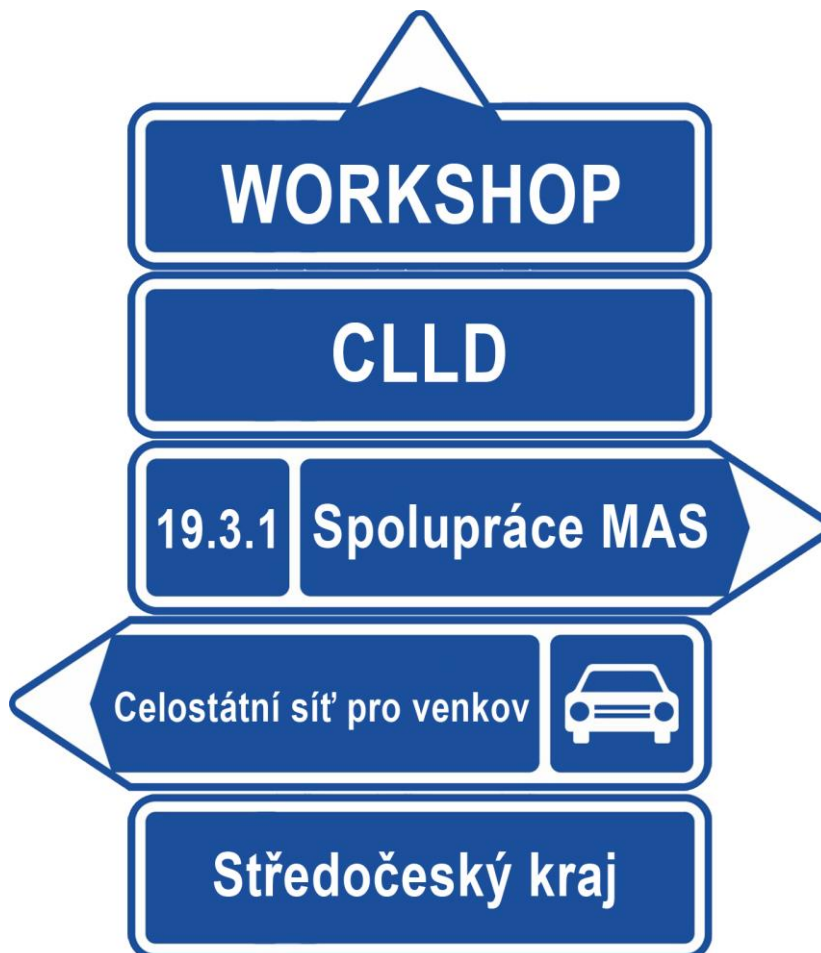 WORKSHOP
CLLD
19.3.1 Spolupráce MAS
Celostátní síť pro venkov
Středočeský kraj